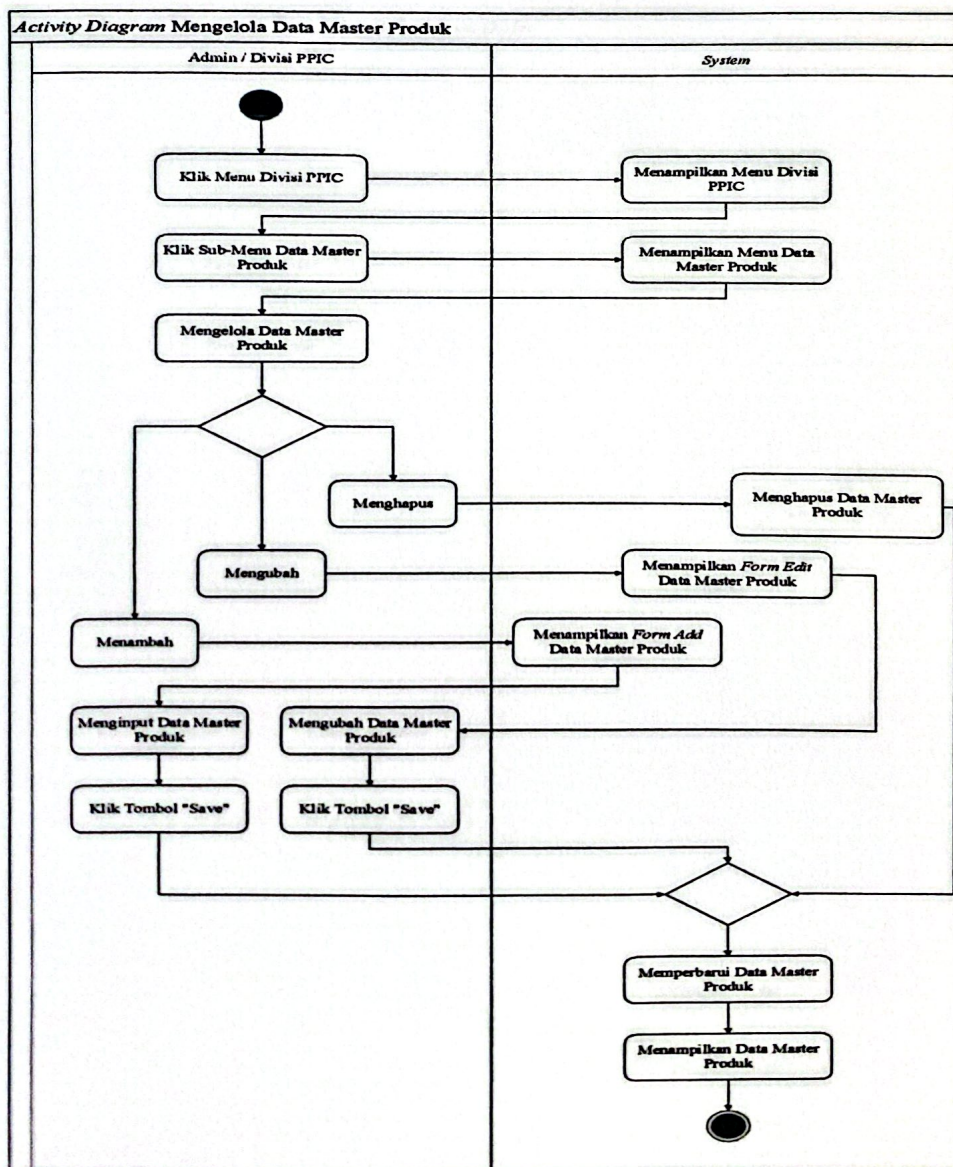 Activity Diagram Mengelola Data Master Produk
Admin / Divisi PPIC
System
Klik Menu Divisi PPIC
Menampilkan Menu Divisi
PPIC
Klik Sub-Menu Data Master
Produk
Menampilkan Menu Data
Master Produk
Mengelola Data Master
Produk
Menghapus
Menghapus Data Master
Produk
Mengubah
Menampilkan Form Edit
Data Master Produk
Menambah
Menampilkan Form Add
Data Master Produk
Menginput Data Master
Produk
Mengubah Data Master
Produk
Klik Tombol "Save"
Klik Tombol "Save"
Memperbarui Data Master
Produk
Menampilkan Data Master
Produk